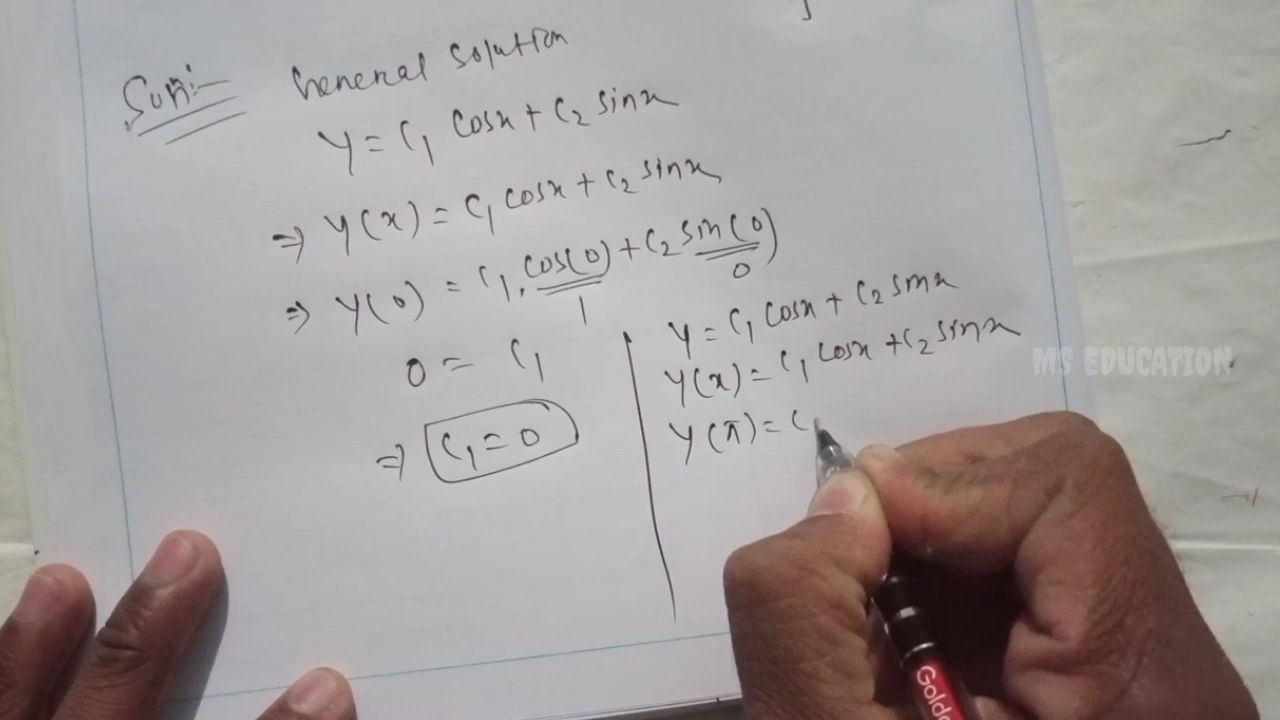 Soln:- General Solution
y = c₁ cosx + c₂ sinx
⇒ y(x) = c₁ cosx + c₂ sinx
⇒ y(0) = c₁. cos(0) + c₂ sin(0)
1 0
0 = c₁
⇒ c₁ = 0
y = c₁ cosx + c₂ sinx
y(x) = c₁ cosx + c₂ sinx
y(π) = c
MS EDUCATION
Golde